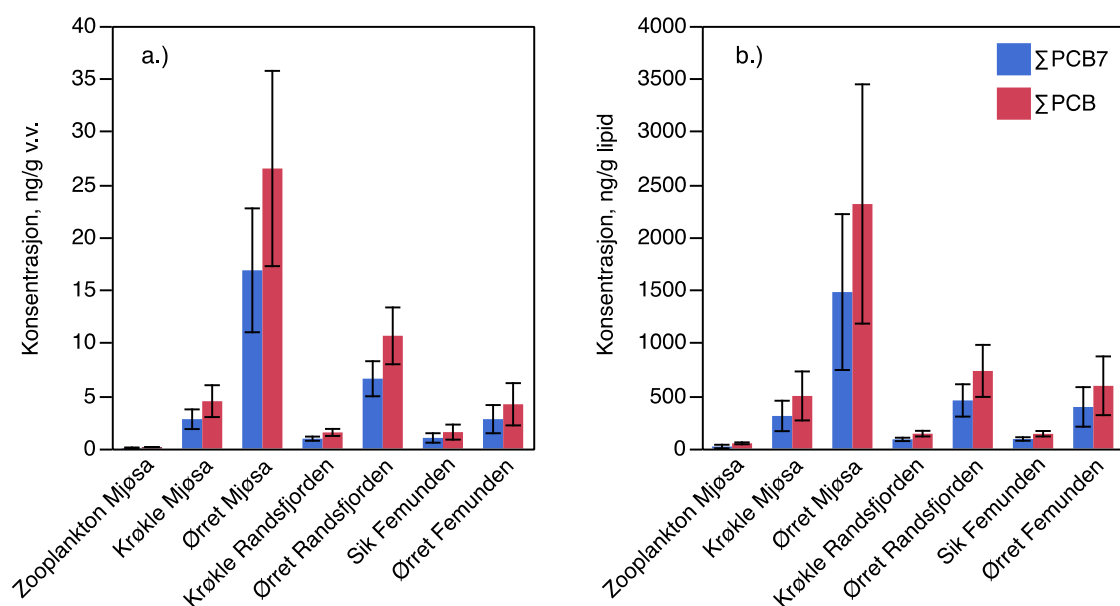 a.)
Konsentrasjon, ng/g v.v.
40
35
30
25
20
15
10
5
0
Zooplankton Mjøsa
Krøkle Mjøsa
Ørret Mjøsa
Krøkle Randsfjorden
Ørret Randsfjorden
Sik Femunden
Ørret Femunden
b.)
∑PCB7
∑PCB
Konsentrasjon, ng/g lipid
4000
3500
3000
2500
2000
1500
1000
500
0
Zooplankton Mjøsa
Krøkle Mjøsa
Ørret Mjøsa
Krøkle Randsfjorden
Ørret Randsfjorden
Sik Femunden
Ørret Femunden